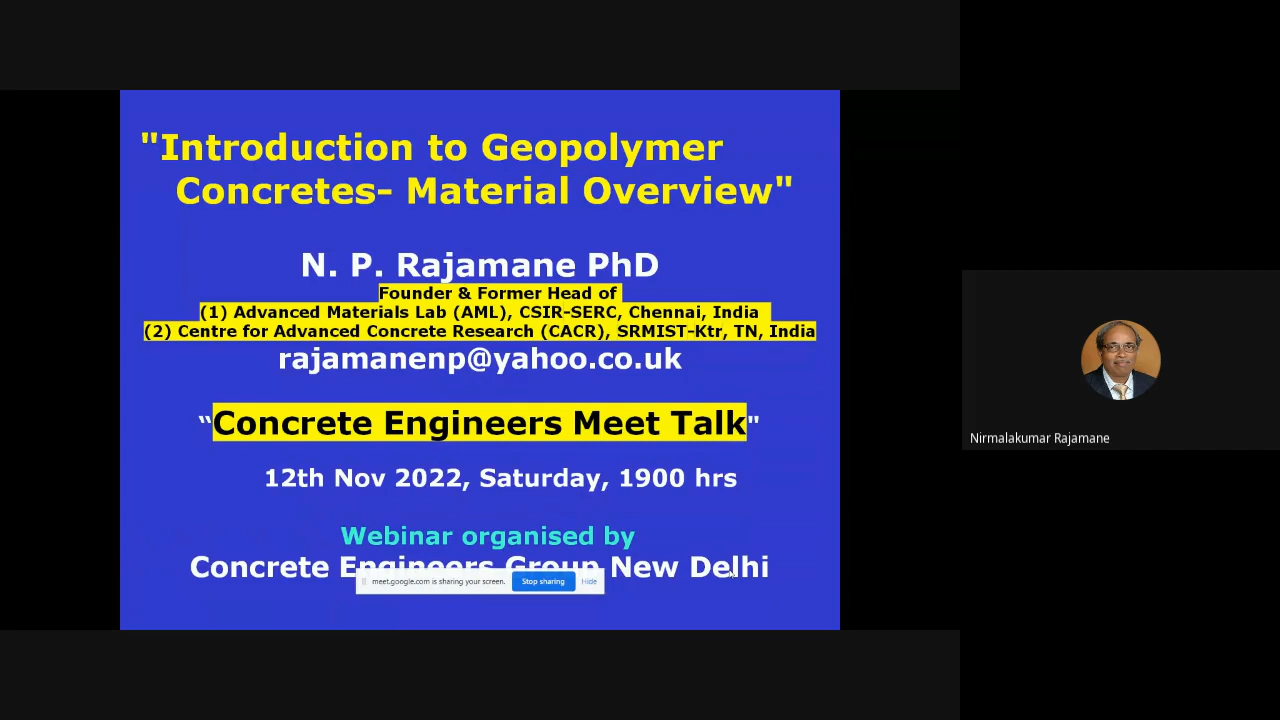 "Introduction to Geopolymer
Concretes- Material Overview"
N. P. Rajamane PhD
Founder & Former Head of
(1) Advanced Materials Lab (AML), CSIR-SERC, Chennai, India
(2) Centre for Advanced Concrete Research (CACR), SRMIST-Ktr, TN, India
rajamanenp@yahoo.co.uk
“Concrete Engineers Meet Talk"
12th Nov 2022, Saturday, 1900 hrs
Webinar organised by
Concrete Engineers Group New Delhi
meet.google.com is sharing your screen. Stop sharing Hide
Nirmalakumar Rajamane